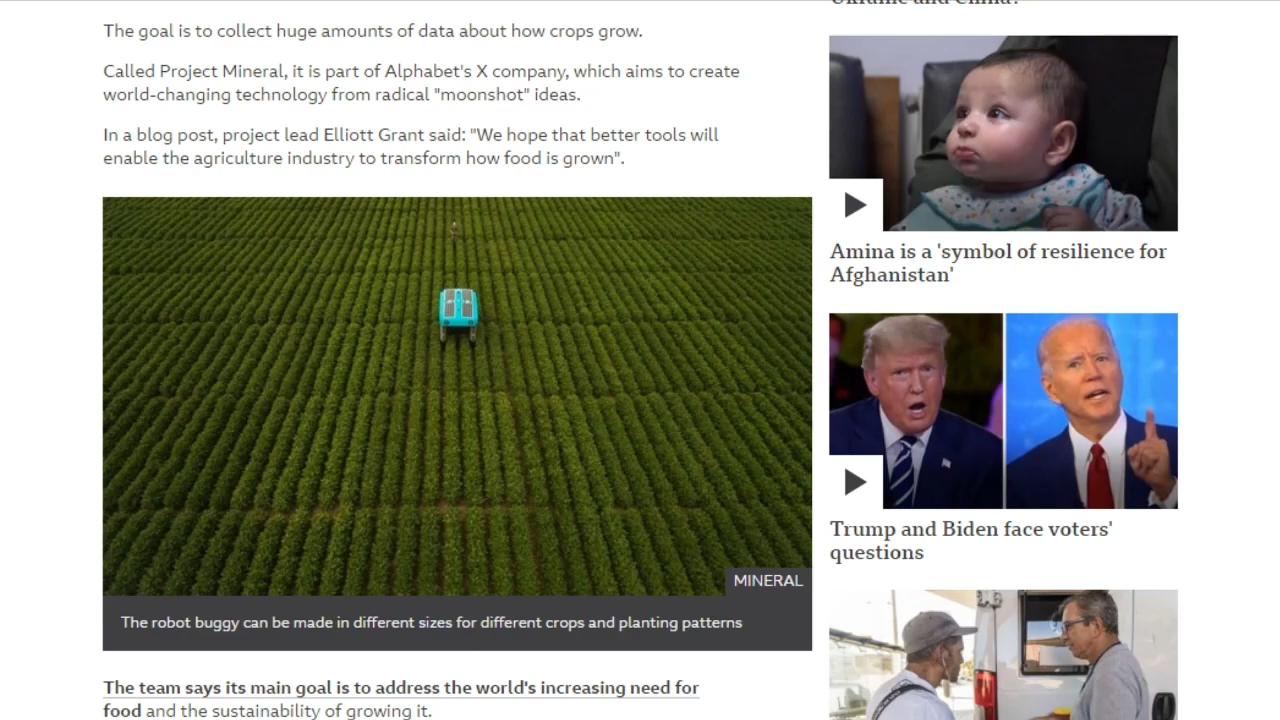 The goal is to collect huge amounts of data about how crops grow.
Called Project Mineral, it is part of Alphabet's X company, which aims to create
world-changing technology from radical "moonshot" ideas.
In a blog post, project lead Elliott Grant said: "We hope that better tools will
enable the agriculture industry to transform how food is grown".
MINERAL
The robot buggy can be made in different sizes for different crops and planting patterns
The team says its main goal is to address the world's increasing need for
food and the sustainability of growing it.
Ukraine and China?
Amina is a 'symbol of resilience for
Afghanistan'
Trump and Biden face voters'
questions